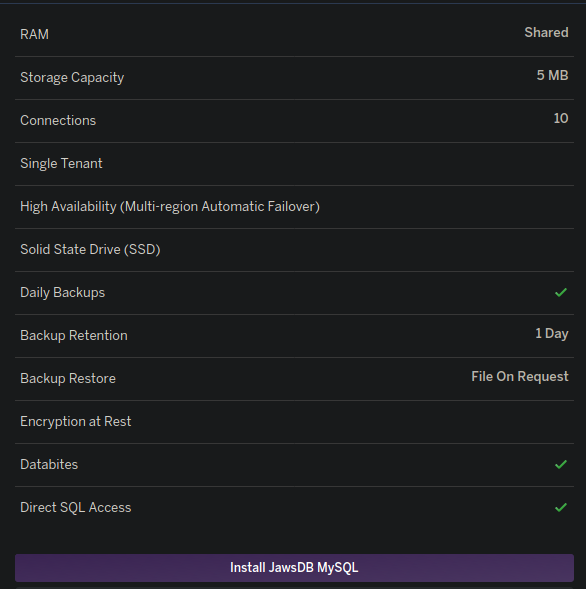 RAM Shared
Storage Capacity 5 MB
Connections 10
Single Tenant
High Availability (Multi-region Automatic Failover)
Solid State Drive (SSD)
Daily Backups
Backup Retention 1 Day
Backup Restore File On Request
Encryption at Rest
Databites
Direct SQL Access
Install JawsDB MySQL